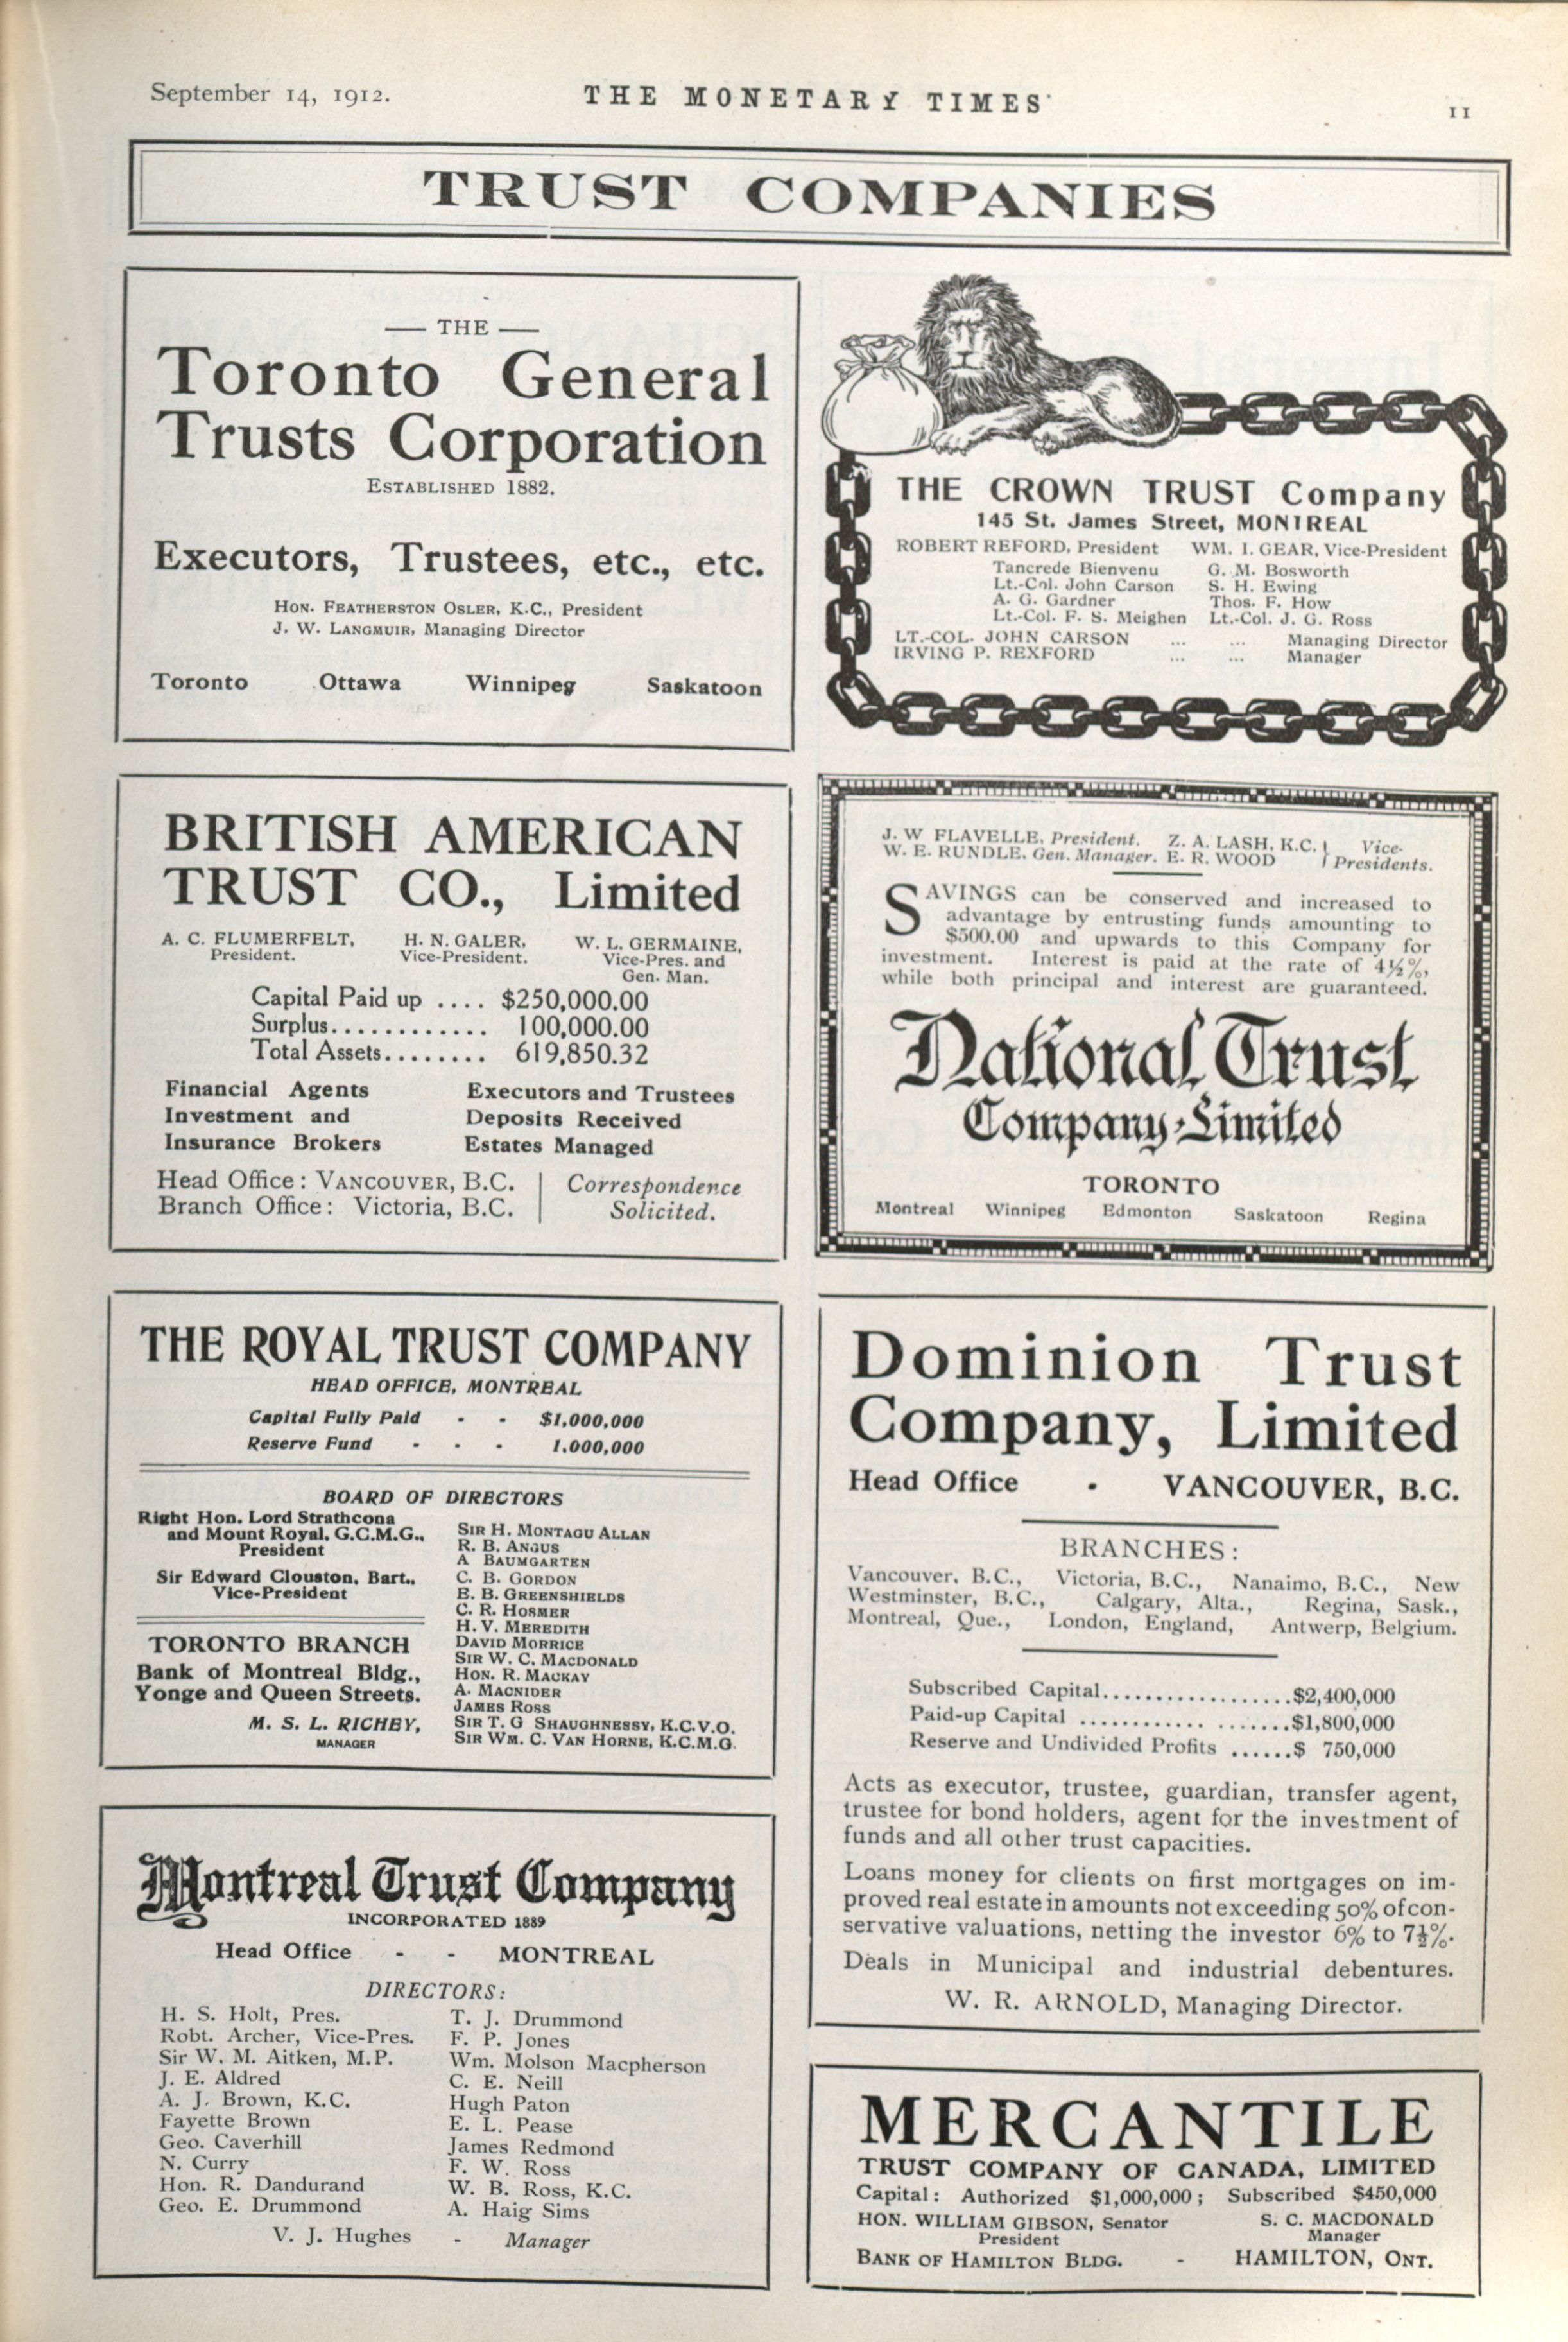 September 14, 1912.
THE MONETARY TIMES
11
TRUST COMPANIES
— THE —
Toronto General
Trusts Corporation
ESTABLISHED 1882.
Executors, Trustees, etc., etc.
HON. FEATHERSTON OSLER, K.C., President
J. W. LANGMUIR, Managing Director
Toronto Ottawa Winnipeg Saskatoon
THE CROWN TRUST Company
145 St. James Street, MONTREAL
ROBERT REFORD, President WM. I. GEAR, Vice-President
Tancrede Bienvenu G. M. Bosworth
Lt.-Col. John Carson S. H. Ewing
A. G. Gardner Thos. F. How
Lt.-Col. F. S. Meighen Lt.-Col. J. G. Ross
LT.-COL. JOHN CARSON ... ... Managing Director
IRVING P. REXFORD ... ... Manager
BRITISH AMERICAN
TRUST CO., Limited
A. C. FLUMERFELT, H. N. GALER, W. L. GERMAINE,
President. Vice-President. Vice-Pres. and
Gen. Man.
Capital Paid up .... $250,000.00
Surplus............ 100,000.00
Total Assets........ 619,850.32
Financial Agents Executors and Trustees
Investment and Deposits Received
Insurance Brokers Estates Managed
Head Office: VANCOUVER, B.C. Correspondence
Branch Office: Victoria, B.C. Solicited.
J. W FLAVELLE, President. Z. A. LASH, K.C. } Vice-
W. E. RUNDLE, Gen. Manager. E. R. WOOD } Presidents.
SAVINGS can be conserved and increased to
advantage by entrusting funds amounting to
$500.00 and upwards to this Company for
investment. Interest is paid at the rate of 4½%,
while both principal and interest are guaranteed.
National Trust
Company Limited
TORONTO
Montreal Winnipeg Edmonton Saskatoon Regina
THE ROYAL TRUST COMPANY
HEAD OFFICE, MONTREAL
Capital Fully Paid - - $1,000,000
Reserve Fund - - - 1,000,000
BOARD OF DIRECTORS
Right Hon. Lord Strathcona
and Mount Royal, G.C.M.G.,
President
Sir Edward Clouston, Bart.,
Vice-President
TORONTO BRANCH
Bank of Montreal Bldg.,
Yonge and Queen Streets.
M. S. L. RICHEY,
MANAGER
SIR H. MONTAGU ALLAN
R. B. ANGUS
A BAUMGARTEN
C. B. GORDON
E. B. GREENSHIELDS
C. R. HOSMER
H. V. MEREDITH
DAVID MORRICE
SIR W. C. MACDONALD
HON. R. MACKAY
A. MACNIDER
JAMES ROSS
SIR T. G SHAUGHNESSY, K.C.V.O.
SIR WM. C. VAN HORNE, K.C.M.G.
Dominion Trust
Company, Limited
Head Office - VANCOUVER, B.C.
BRANCHES:
Vancouver, B.C., Victoria, B.C., Nanaimo, B.C., New
Westminster, B.C., Calgary, Alta., Regina, Sask.,
Montreal, Que., London, England, Antwerp, Belgium.
Subscribed Capital..................$2,400,000
Paid-up Capital ............ .......$1,800,000
Reserve and Undivided Profits ......$ 750,000
Acts as executor, trustee, guardian, transfer agent,
trustee for bond holders, agent for the investment of
funds and all other trust capacities.
Loans money for clients on first mortgages on im-
proved real estate in amounts not exceeding 50% of con-
servative valuations, netting the investor 6% to 7½%.
Deals in Municipal and industrial debentures.
W. R. ARNOLD, Managing Director.
Montreal Trust Company
INCORPORATED 1889
Head Office - - MONTREAL
DIRECTORS:
H. S. Holt, Pres. T. J. Drummond
Robt. Archer, Vice-Pres. F. P. Jones
Sir W. M. Aitken, M.P. Wm. Molson Macpherson
J. E. Aldred C. E. Neill
A. J. Brown, K.C. Hugh Paton
Fayette Brown E. L. Pease
Geo. Caverhill James Redmond
N. Curry F. W. Ross
Hon. R. Dandurand W. B. Ross, K.C.
Geo. E. Drummond A. Haig Sims
V. J. Hughes - Manager
MERCANTILE
TRUST COMPANY OF CANADA, LIMITED
Capital: Authorized $1,000,000; Subscribed $450,000
HON. WILLIAM GIBSON, Senator S. C. MACDONALD
President Manager
BANK OF HAMILTON BLDG. - HAMILTON, ONT.